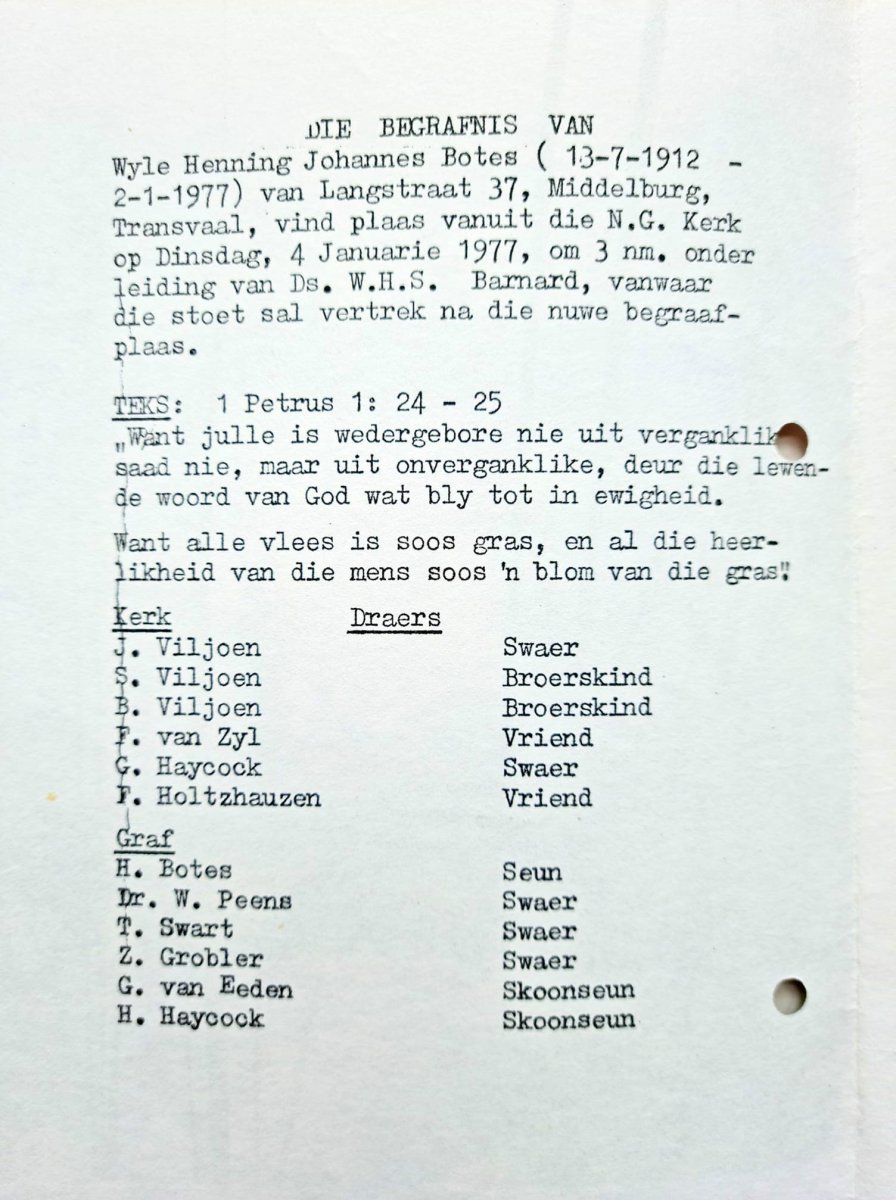 DIE BEGRAFNIS VAN
Wyle Henning Johannes Botes ( 13-7-1912 -
2-1-1977) van Langstraat 37, Middelburg,
Transvaal, vind plaas vanuit die N.G. Kerk
op Dinsdag, 4 Januarie 1977, om 3 nm. onder
leiding van Ds. W.H.S. Barnard, vanwaar
die stoet sal vertrek na die nuwe begraaf-
plaas.
TEKS: 1 Petrus 1: 24 - 25
„Want julle is wedergebore nie uit verganklik
saad nie, maar uit onverganklike, deur die lewen-
de woord van God wat bly tot in ewigheid.
Want alle vlees is soos gras, en al die heer-
likheid van die mens soos 'n blom van die gras".
Kerk Draers
J. Viljoen Swaer
S. Viljoen Broerskind
B. Viljoen Broerskind
F. van Zyl Vriend
G. Haycock Swaer
F. Holtzhauzen Vriend
Graf
H. Botes Seun
Dr. W. Peens Swaer
T. Swart Swaer
Z. Grobler Swaer
G. van Eeden Skoonseun
H. Haycock Skoonseun